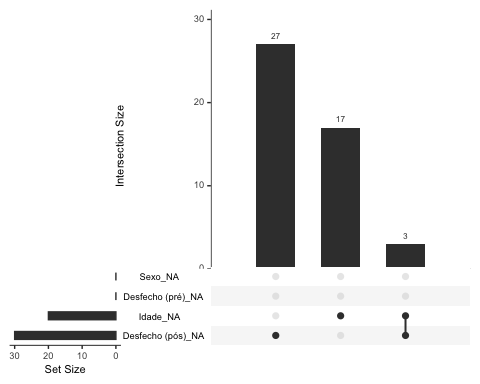 30
27
20
17
10
3
0
Intersection Size
Sexo_NA
Desfecho (pré)_NA
Idade_NA
Desfecho (pós)_NA
30 20 10 0
Set Size